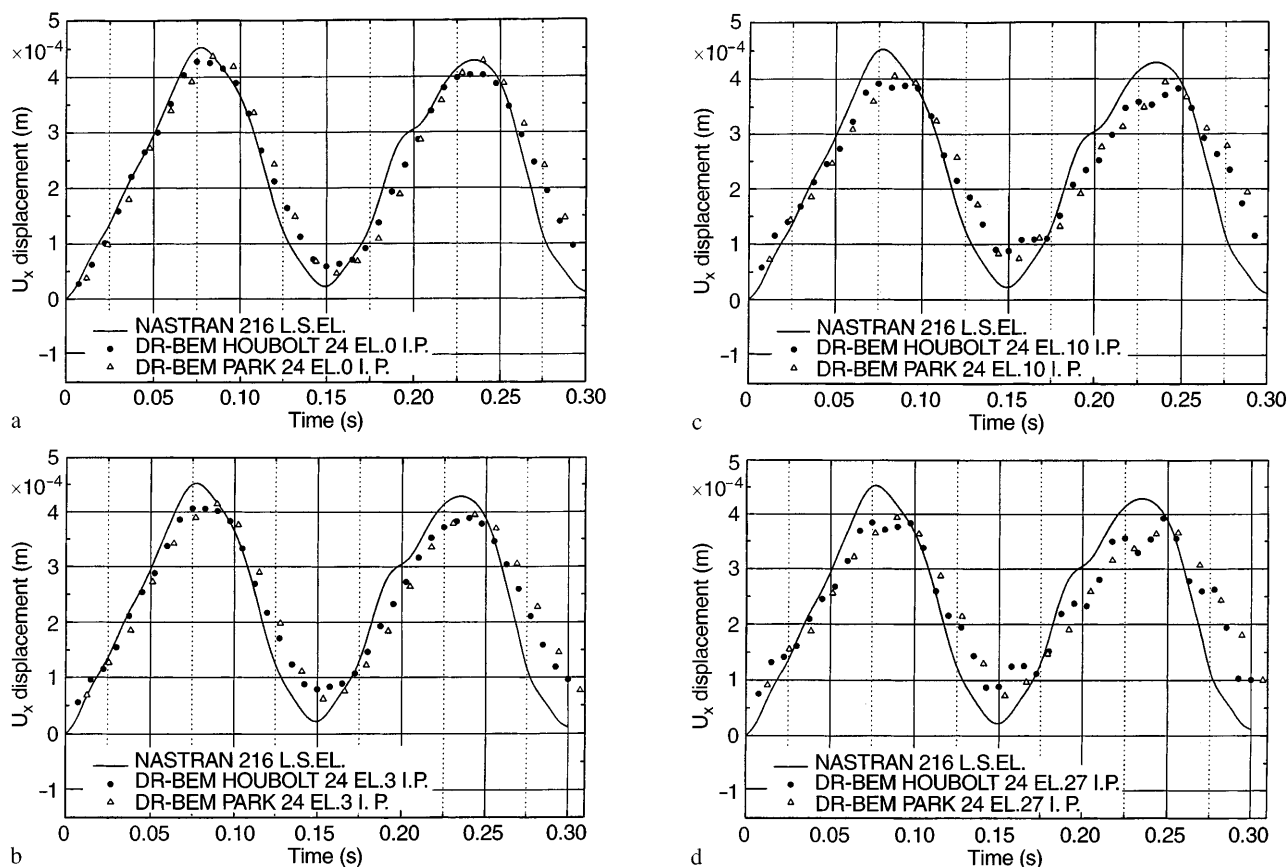 5
×10⁻⁴
4
3
2
1
0
−1
Uₓ displacement (m)
NASTRAN 216 L.S.EL.
DR-BEM HOUBOLT 24 EL.0 I.P.
DR-BEM PARK 24 EL.0 I.P.
0 0.05 0.10 0.15 0.20 0.25 0.30
Time (s)
a
5
×10⁻⁴
4
3
2
1
0
−1
Uₓ displacement (m)
NASTRAN 216 L.S.EL.
DR-BEM HOUBOLT 24 EL.3 I.P.
DR-BEM PARK 24 EL.3 I. P.
0 0.05 0.10 0.15 0.20 0.25 0.30
Time (s)
b
5
×10⁻⁴
4
3
2
1
0
−1
Uₓ displacement (m)
NASTRAN 216 L.S.EL.
DR-BEM HOUBOLT 24 EL.10 I.P.
DR-BEM PARK 24 EL.10 I.P.
0 0.05 0.10 0.15 0.20 0.25 0.30
Time (s)
c
5
×10⁻⁴
4
3
2
1
0
−1
Uₓ displacement (m)
NASTRAN 216 L.S.EL.
DR-BEM HOUBOLT 24 EL.27 I.P.
DR-BEM PARK 24 EL.27 I. P.
0 0.05 0.10 0.15 0.20 0.25 0.30
Time (s)
d